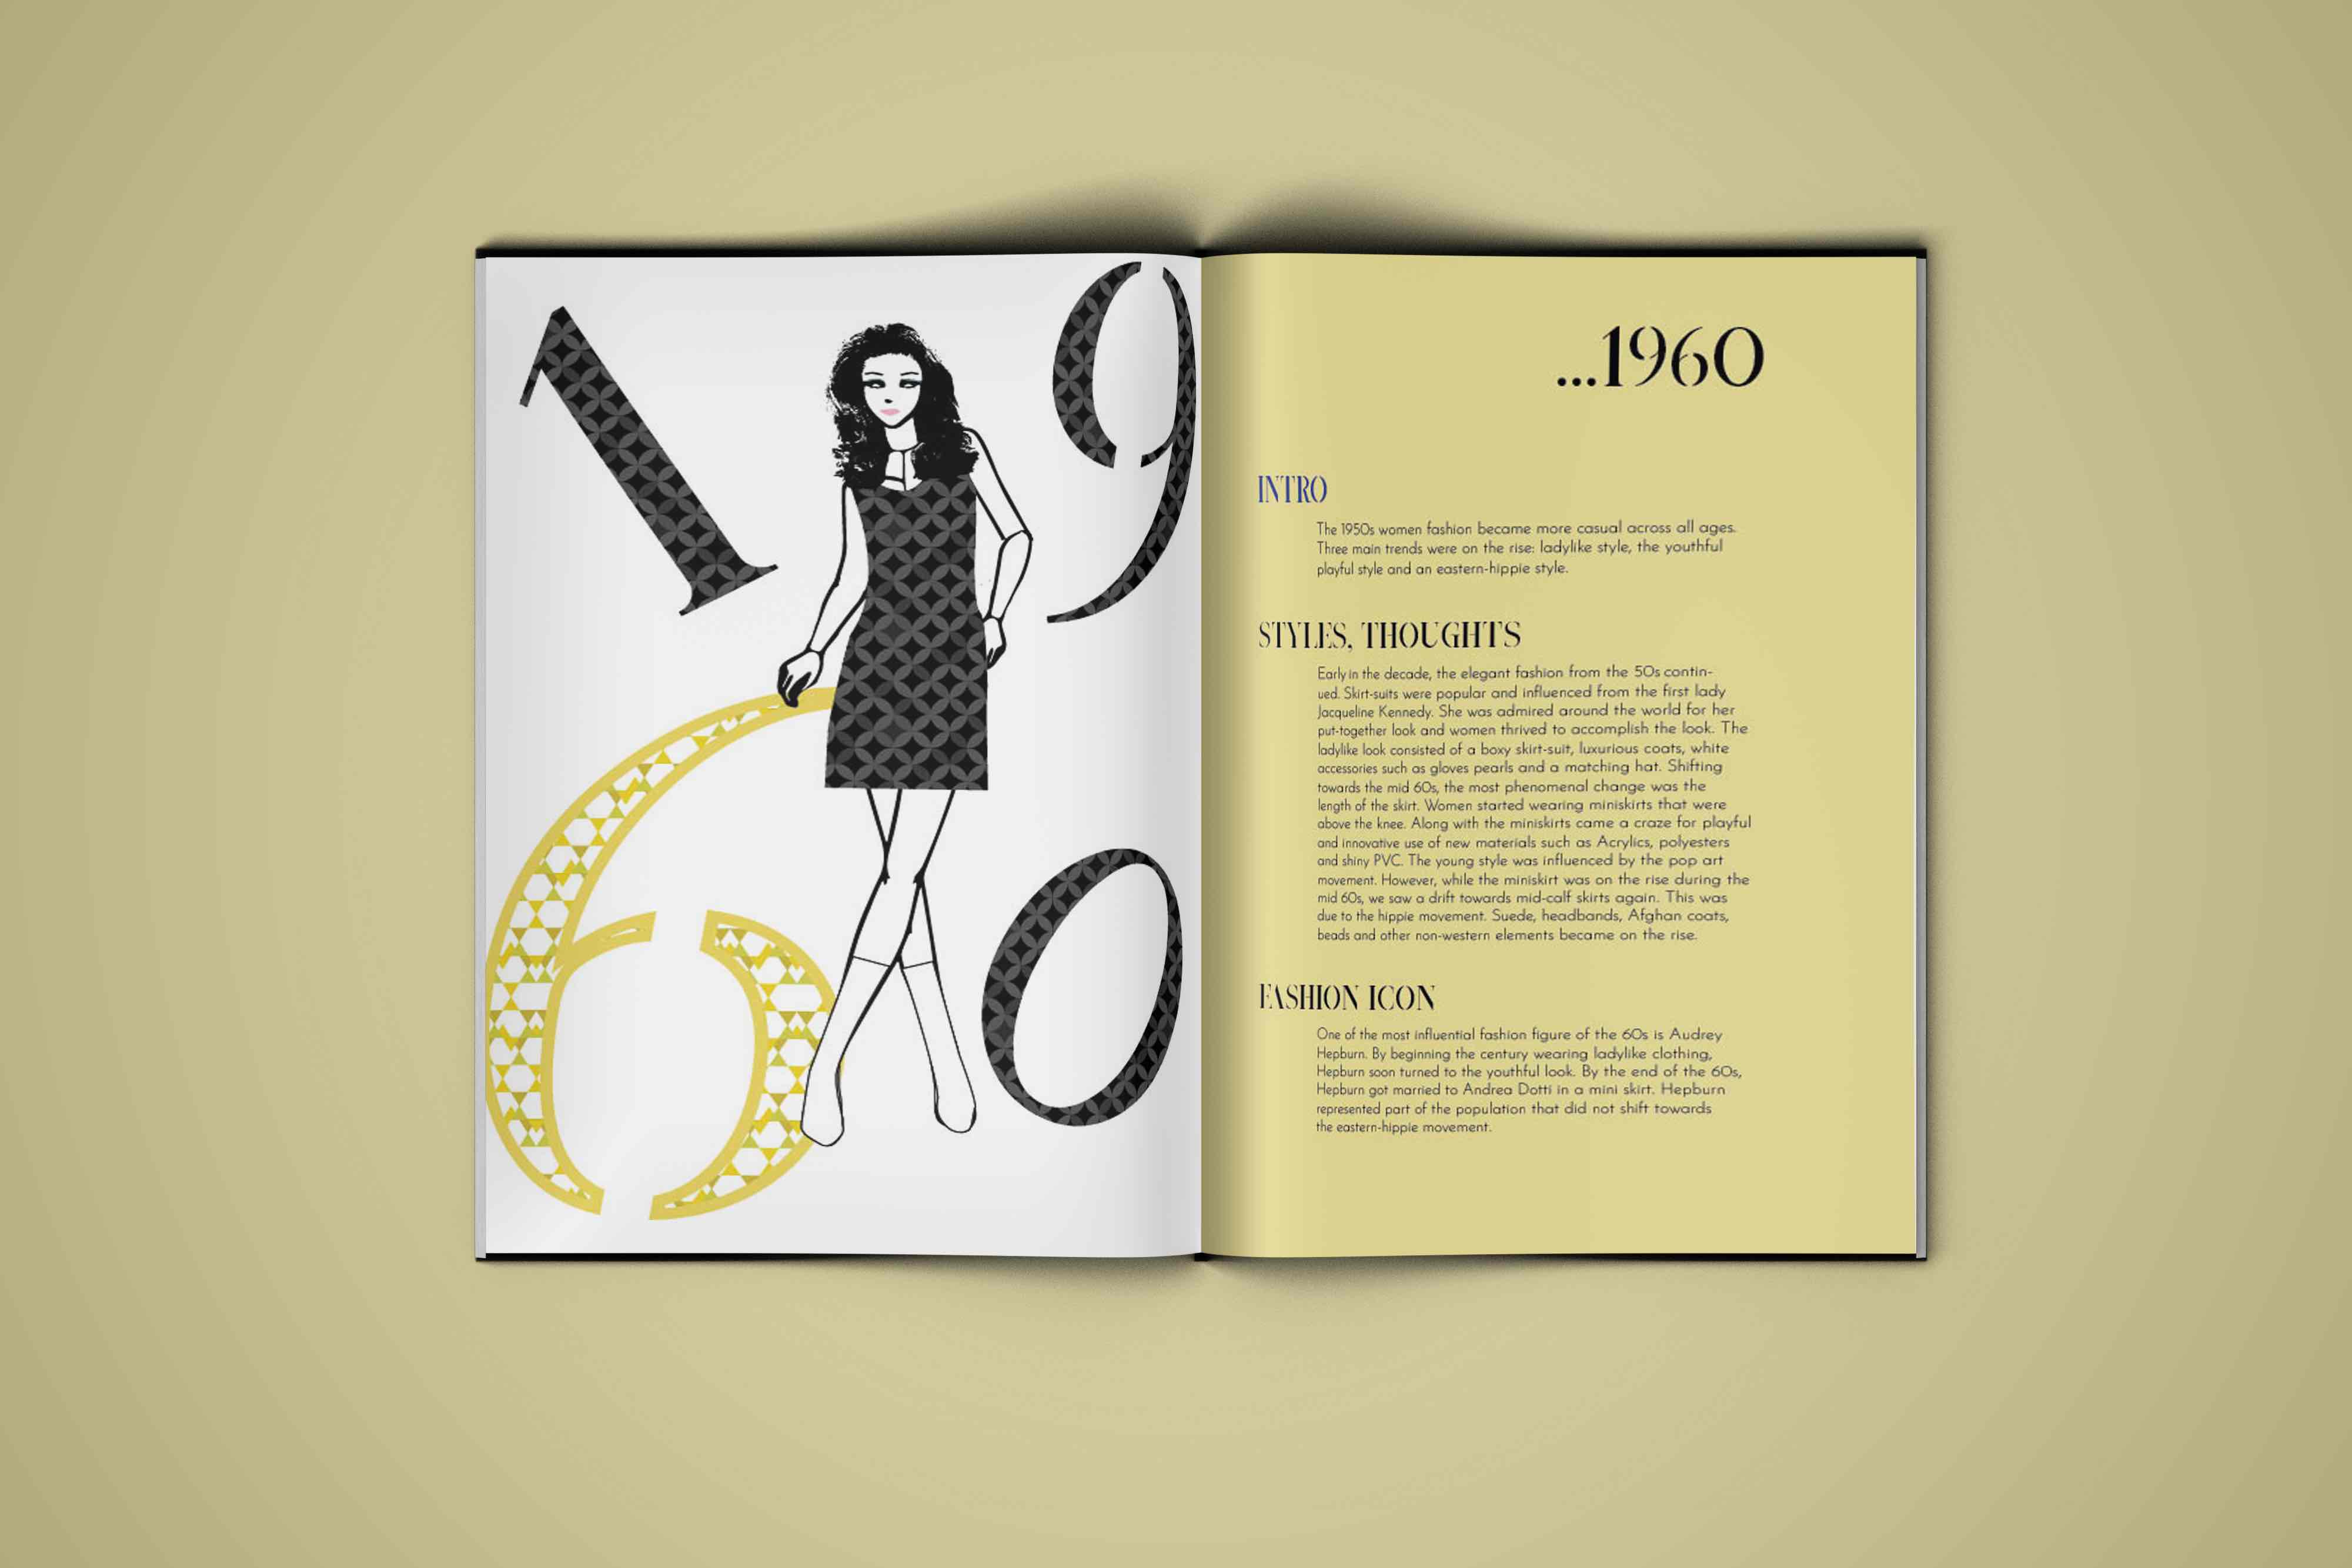 1 9
6 0
...1960
INTRO
The 1950s women fashion became more casual across all ages.
Three main trends were on the rise: ladylike style, the youthful
playful style and an eastern-hippie style.
STYLES, THOUGHTS
Early in the decade, the elegant fashion from the 50s contin-
ued. Skirt-suits were popular and influenced from the first lady
Jacqueline Kennedy. She was admired around the world for her
put-together look and women thrived to accomplish the look. The
ladylike look consisted of a boxy skirt-suit, luxurious coats, white
accessories such as gloves pearls and a matching hat. Shifting
towards the mid 60s, the most phenomenal change was the
length of the skirt. Women started wearing miniskirts that were
above the knee. Along with the miniskirts came a craze for playful
and innovative use of new materials such as Acrylics, polyesters
and shiny PVC. The young style was influenced by the pop art
movement. However, while the miniskirt was on the rise during the
mid 60s, we saw a drift towards mid-calf skirts again. This was
due to the hippie movement. Suede, headbands, Afghan coats,
beads and other non-western elements became on the rise.
FASHION ICON
One of the most influential fashion figure of the 60s is Audrey
Hepburn. By beginning the century wearing ladylike clothing,
Hepburn soon turned to the youthful look. By the end of the 60s,
Hepburn got married to Andrea Dotti in a mini skirt. Hepburn
represented part of the population that did not shift towards
the eastern-hippie movement.